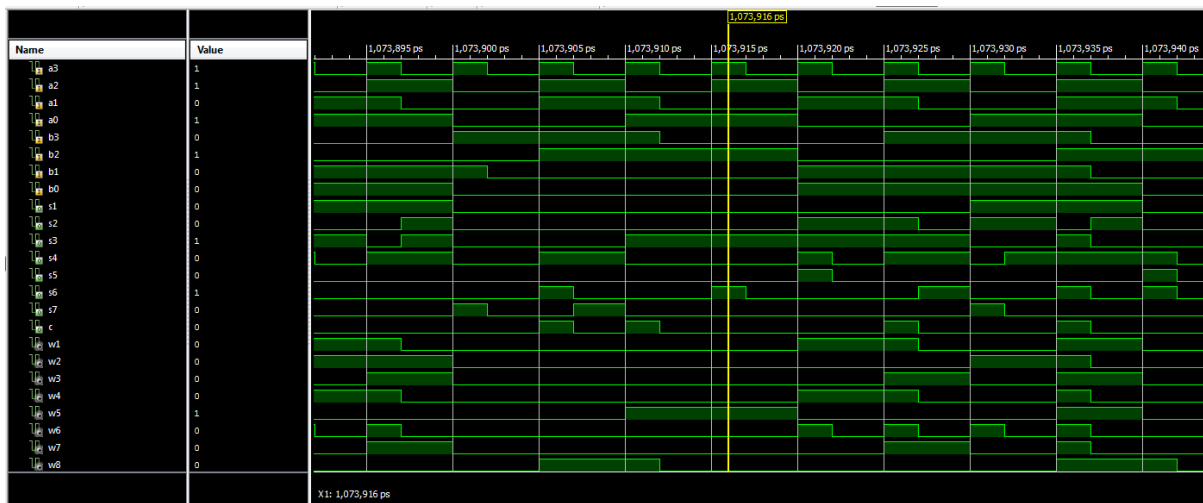 1,073,916 ps
1,073,895 ps 1,073,900 ps 1,073,905 ps 1,073,910 ps 1,073,915 ps 1,073,920 ps 1,073,925 ps 1,073,930 ps 1,073,935 ps 1,073,940 ps
Name Value
a3 1
a2 1
a1 0
a0 1
b3 0
b2 1
b1 0
b0 0
s1 0
s2 0
s3 1
s4 0
s5 0
s6 1
s7 0
c 0
w1 0
w2 0
w3 0
w4 0
w5 1
w6 0
w7 0
w8 0
X1: 1,073,916 ps